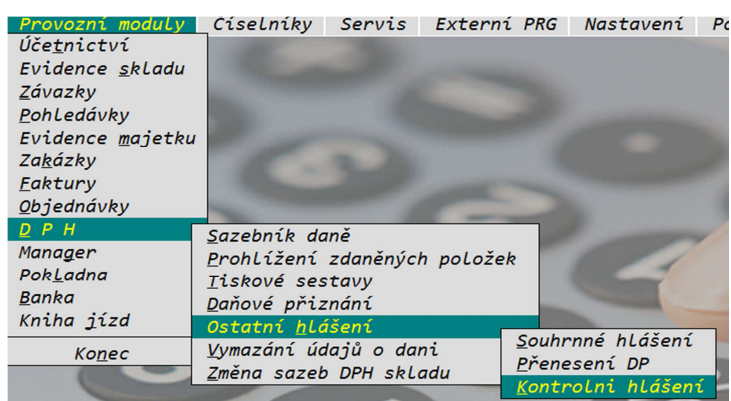 Provozní moduly Číselníky Servis Externí PRG Nastavení
Účetnictví
Evidence skladu
Závazky
Pohledávky
Evidence majetku
Zakázky
Faktury
Objednávky
D P H
Manager
PokLadna
Banka
Kniha jízd
Konec
Sazebník daně
Prohlížení zdaněných položek
Tiskové sestavy
Daňové přiznání
Ostatní hlášení
Vymazání údajů o dani
Změna sazeb DPH skladu
Souhrnné hlášení
Přenesení DP
Kontrolni hlášení